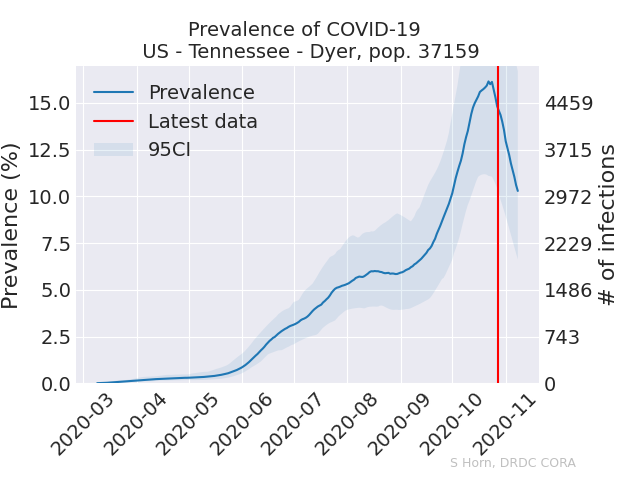 Prevalence of COVID-19
US - Tennessee - Dyer, pop. 37159
Prevalence
Latest data
95CI
Prevalence (%)
15.0
12.5
10.0
7.5
5.0
2.5
0.0
4459
3715
2972
2229
1486
743
0
# of infections
2020-03
2020-04
2020-05
2020-06
2020-07
2020-08
2020-09
2020-10
2020-11
S Horn, DRDC CORA